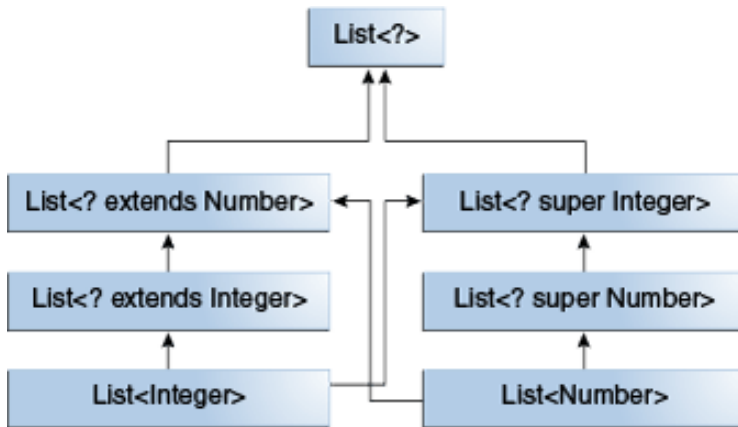 List<?>
List<? extends Number>
List<? super Integer>
List<? extends Integer>
List<? super Number>
List<Integer>
List<Number>